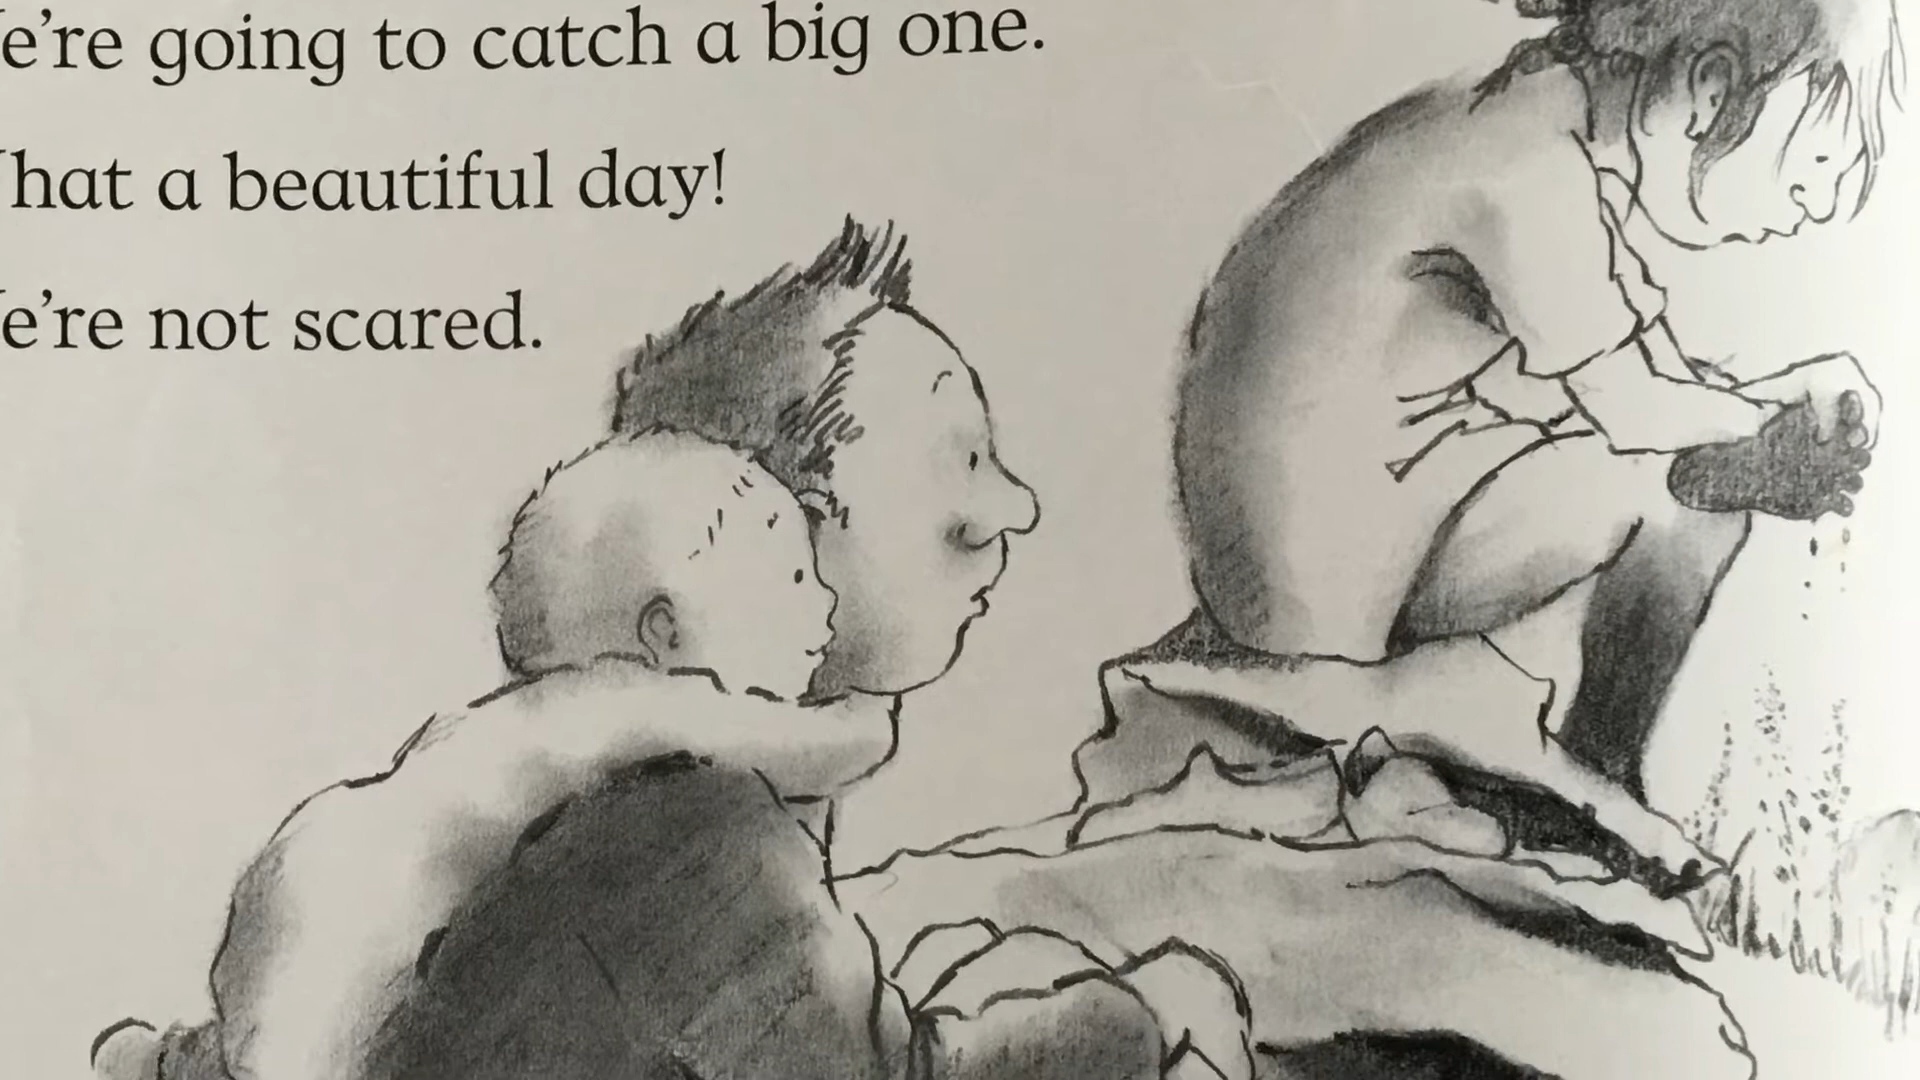 e're going to catch a big one.
hat a beautiful day!
e're not scared.